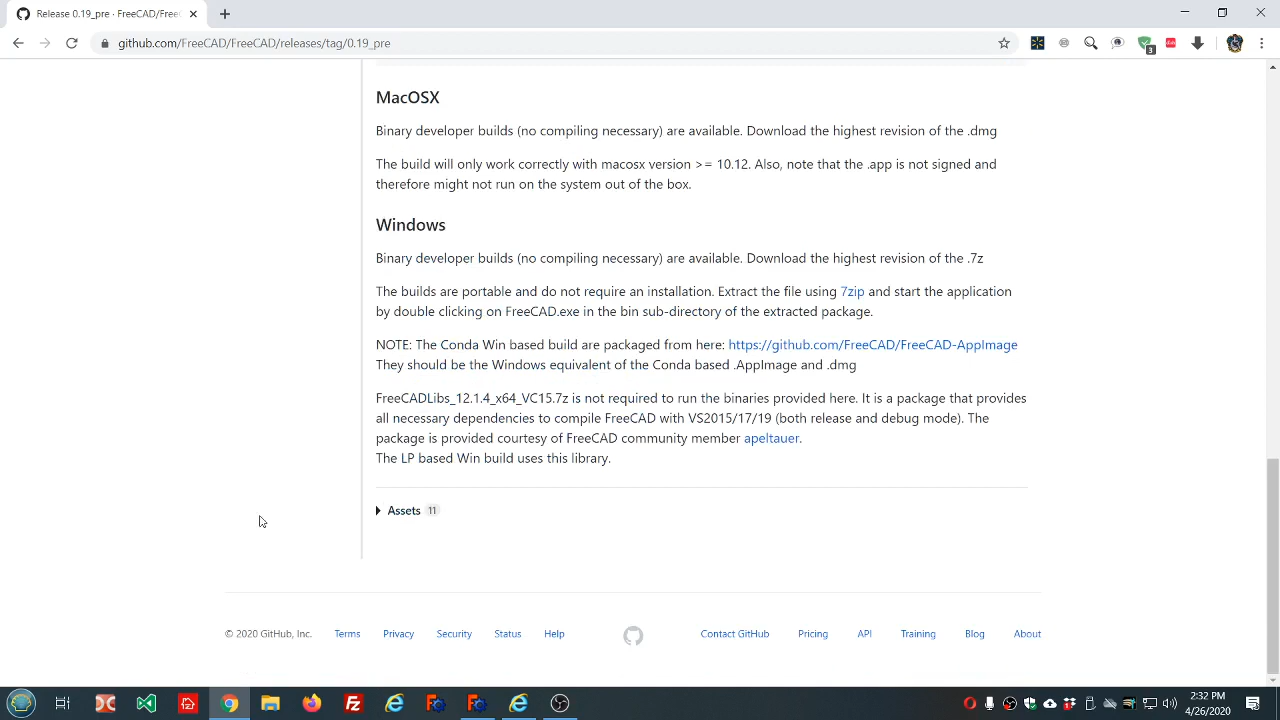 Release 0.19_pre · FreeCAD/Free
github.com/FreeCAD/FreeCAD/releases/tag/0.19_pre
3
MacOSX
Binary developer builds (no compiling necessary) are available. Download the highest revision of the .dmg
The build will only work correctly with macosx version >= 10.12. Also, note that the .app is not signed and
therefore might not run on the system out of the box.
Windows
Binary developer builds (no compiling necessary) are available. Download the highest revision of the .7z
The builds are portable and do not require an installation. Extract the file using 7zip and start the application
by double clicking on FreeCAD.exe in the bin sub-directory of the extracted package.
NOTE: The Conda Win based build are packaged from here: https://github.com/FreeCAD/FreeCAD-AppImage
They should be the Windows equivalent of the Conda based .AppImage and .dmg
FreeCADLibs_12.1.4_x64_VC15.7z is not required to run the binaries provided here. It is a package that provides
all necessary dependencies to compile FreeCAD with VS2015/17/19 (both release and debug mode). The
package is provided courtesy of FreeCAD community member apeltauer.
The LP based Win build uses this library.
Assets 11
© 2020 GitHub, Inc. Terms Privacy Security Status Help Contact GitHub Pricing API Training Blog About
2:32 PM
4/26/2020